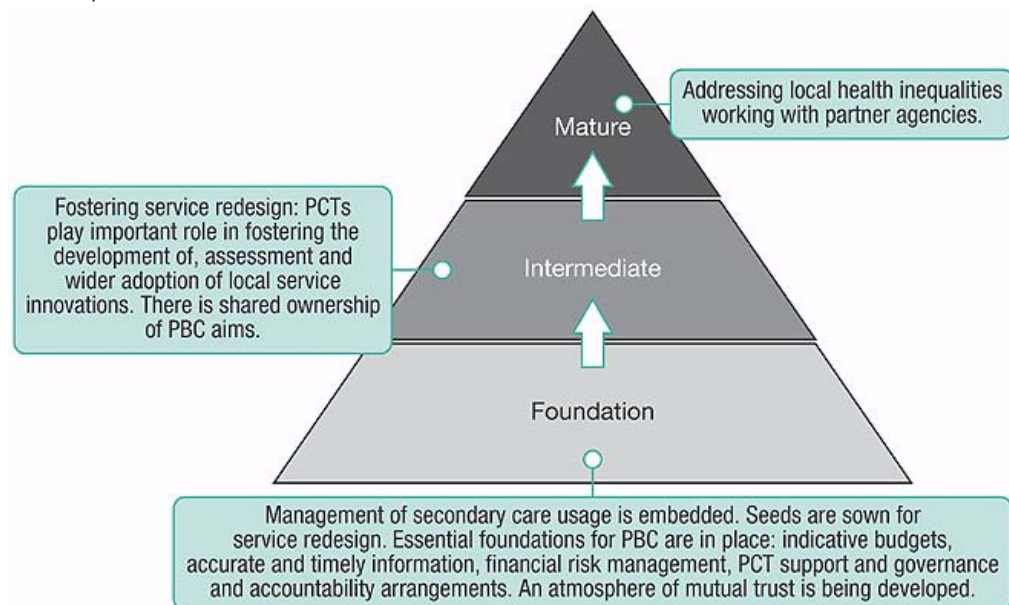 Addressing local health inequalities
working with partner agencies.
Mature
Fostering service redesign: PCTs
play important role in fostering the
development of, assessment and
wider adoption of local service
innovations. There is shared ownership
of PBC aims.
Intermediate
Foundation
Management of secondary care usage is embedded. Seeds are sown for
service redesign. Essential foundations for PBC are in place: indicative budgets,
accurate and timely information, financial risk management, PCT support and governance
and accountability arrangements. An atmosphere of mutual trust is being developed.